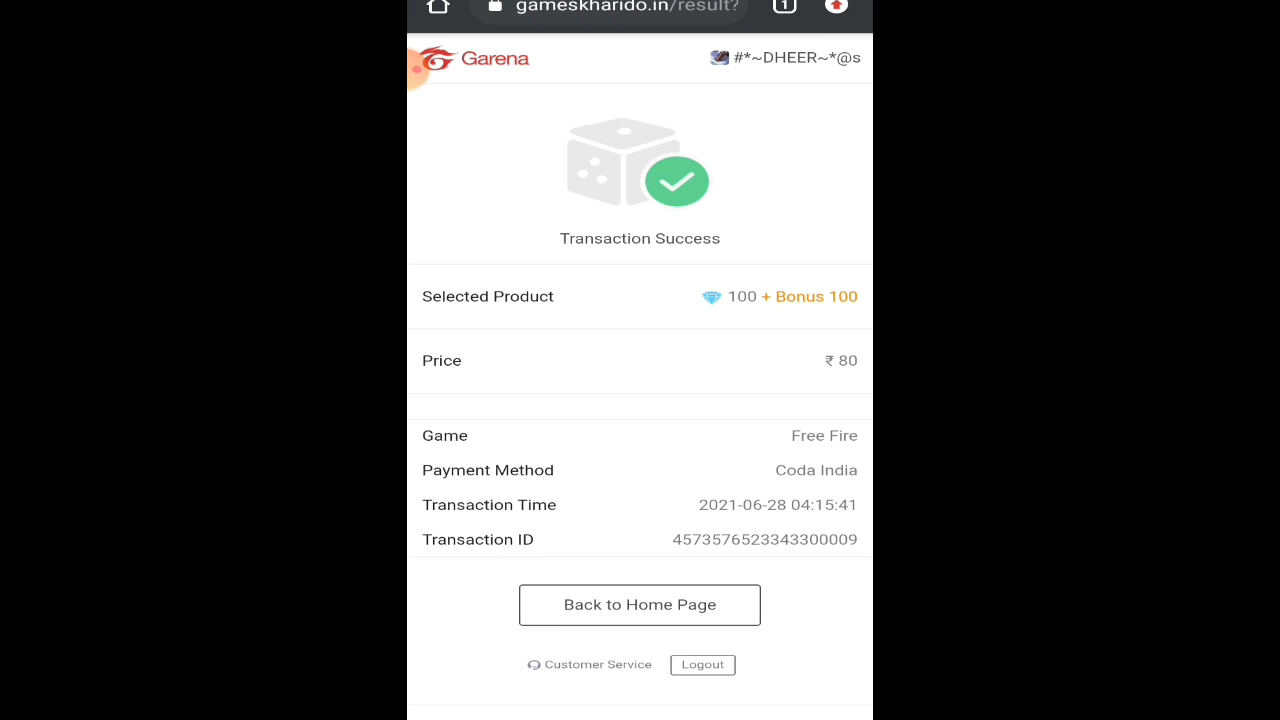 gameskharido.in/result? 1
Garena #*~DHEER~*@s
Transaction Success
Selected Product 100 + Bonus 100
Price ₹ 80
Game Free Fire
Payment Method Coda India
Transaction Time 2021-06-28 04:15:41
Transaction ID 4573576523343300009
Back to Home Page
Customer Service Logout